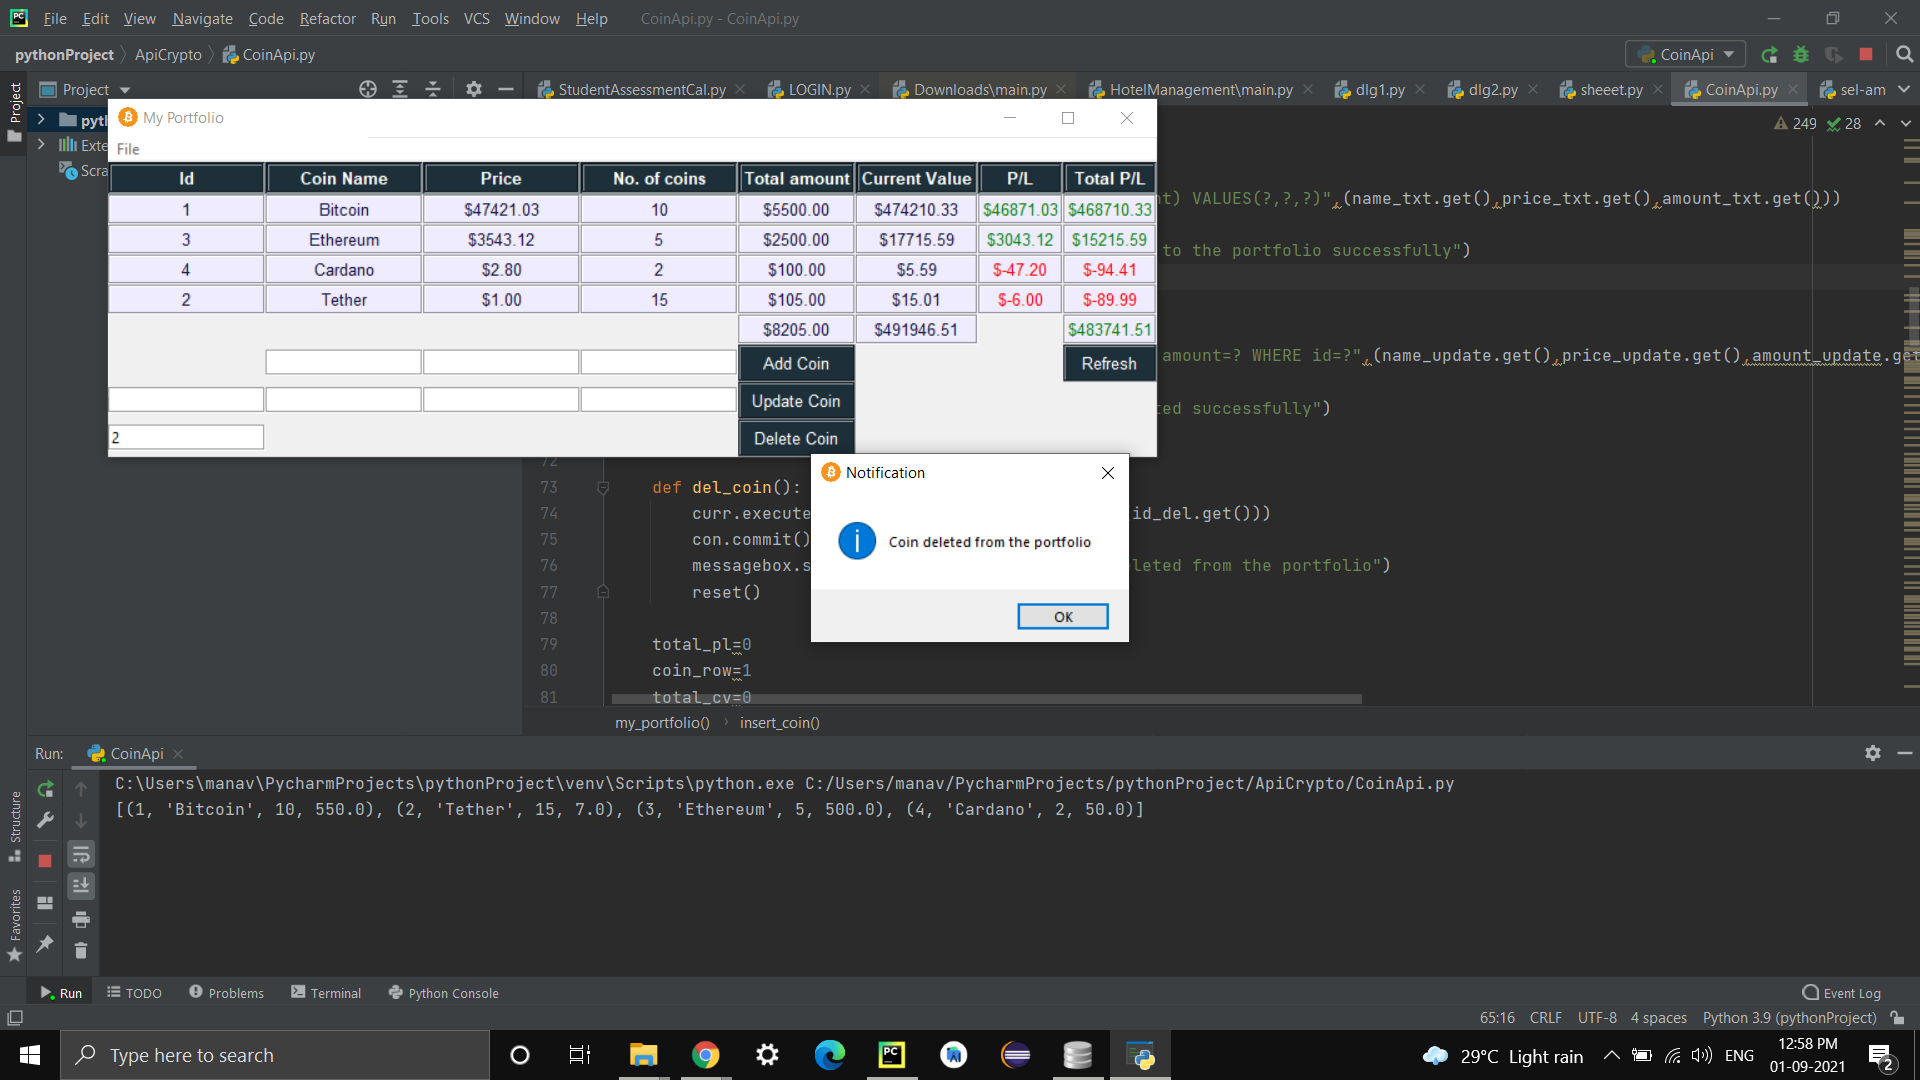 File Edit View Navigate Code Refactor Run Tools VCS Window Help CoinApi.py - CoinApi.py
pythonProject ApiCrypto CoinApi.py CoinApi
Project StudentAssessmentCal.py LOGIN.py Downloads\main.py HotelManagement\main.py dlg1.py dlg2.py sheeet.py CoinApi.py sel-am
Project
249 28
My Portfolio
File
Id Coin Name Price No. of coins Total amount Current Value P/L Total P/L
1 Bitcoin $47421.03 10 $5500.00 $474210.33 $46871.03 $468710.33
3 Ethereum $3543.12 5 $2500.00 $17715.59 $3043.12 $15215.59
4 Cardano $2.80 2 $100.00 $5.59 $-47.20 $-94.41
2 Tether $1.00 15 $105.00 $15.01 $-6.00 $-89.99
$8205.00 $491946.51 $483741.51
Add Coin Refresh
Update Coin
2 Delete Coin
) VALUES(?,?,?)",(name_txt.get(),price_txt.get(),amount_txt.get()))
to the portfolio successfully")
amount=? WHERE id=?",(name_update.get(),price_update.get(),amount_update.get
ed successfully")
72
73 def del_coin():
74 curr.execute id_del.get()))
75 con.commit()
76 messagebox.s leted from the portfolio")
77 reset()
78
79 total_pl=0
80 coin_row=1
81 total_cv=0
Notification
Coin deleted from the portfolio
OK
my_portfolio() insert_coin()
Run: CoinApi
C:\Users\manav\PycharmProjects\pythonProject\venv\Scripts\python.exe C:/Users/manav/PycharmProjects/pythonProject/ApiCrypto/CoinApi.py
[(1, 'Bitcoin', 10, 550.0), (2, 'Tether', 15, 7.0), (3, 'Ethereum', 5, 500.0), (4, 'Cardano', 2, 50.0)]
Structure
Favorites
Run TODO Problems Terminal Python Console Event Log
65:16 CRLF UTF-8 4 spaces Python 3.9 (pythonProject)
Type here to search
29°C Light rain ENG 12:58 PM
01-09-2021
2